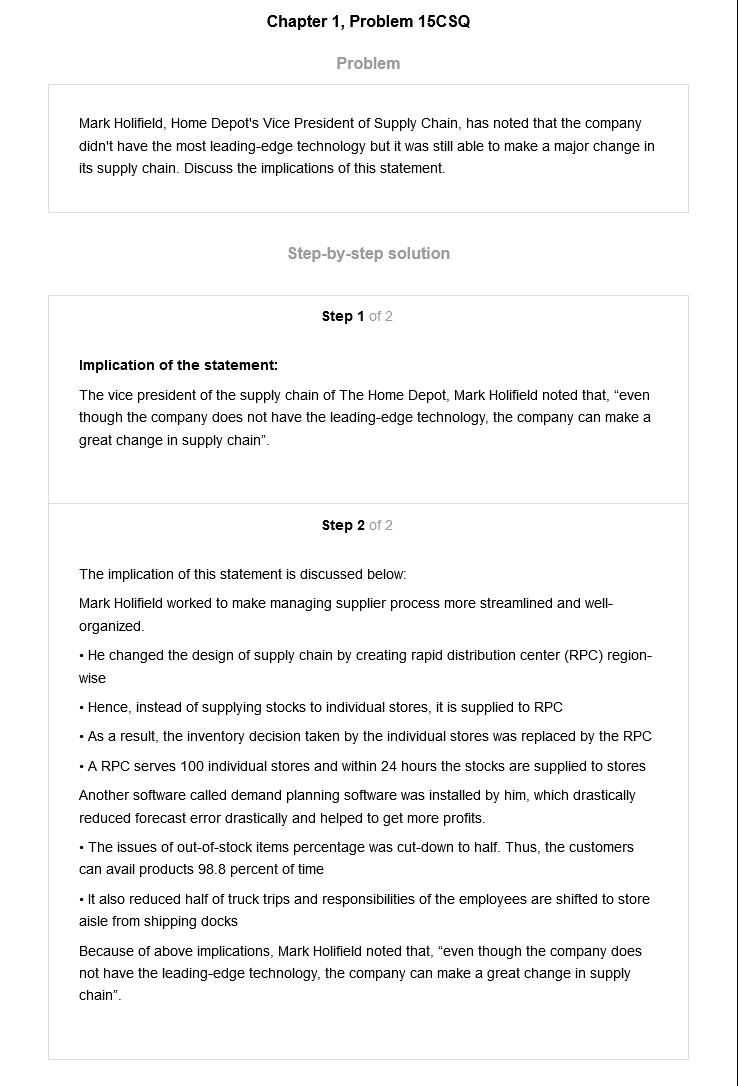 Chapter 1, Problem 15CSQ
Problem
Mark Holifield, Home Depot's Vice President of Supply Chain, has noted that the company
didn't have the most leading-edge technology but it was still able to make a major change in
its supply chain. Discuss the implications of this statement.
Step-by-step solution
Step 1 of 2
Implication of the statement:
The vice president of the supply chain of The Home Depot, Mark Holifield noted that, “even
though the company does not have the leading-edge technology, the company can make a
great change in supply chain”.
Step 2 of 2
The implication of this statement is discussed below:
Mark Holifield worked to make managing supplier process more streamlined and well-
organized.
• He changed the design of supply chain by creating rapid distribution center (RPC) region-
wise
• Hence, instead of supplying stocks to individual stores, it is supplied to RPC
• As a result, the inventory decision taken by the individual stores was replaced by the RPC
• A RPC serves 100 individual stores and within 24 hours the stocks are supplied to stores
Another software called demand planning software was installed by him, which drastically
reduced forecast error drastically and helped to get more profits.
• The issues of out-of-stock items percentage was cut-down to half. Thus, the customers
can avail products 98.8 percent of time
• It also reduced half of truck trips and responsibilities of the employees are shifted to store
aisle from shipping docks
Because of above implications, Mark Holifield noted that, “even though the company does
not have the leading-edge technology, the company can make a great change in supply
chain”.